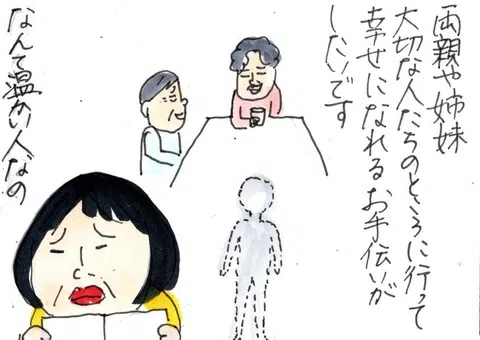 両親や姉妹
大切な人たちのところに行って
幸せになれるお手伝いが
したいです
なんて温かい人なの